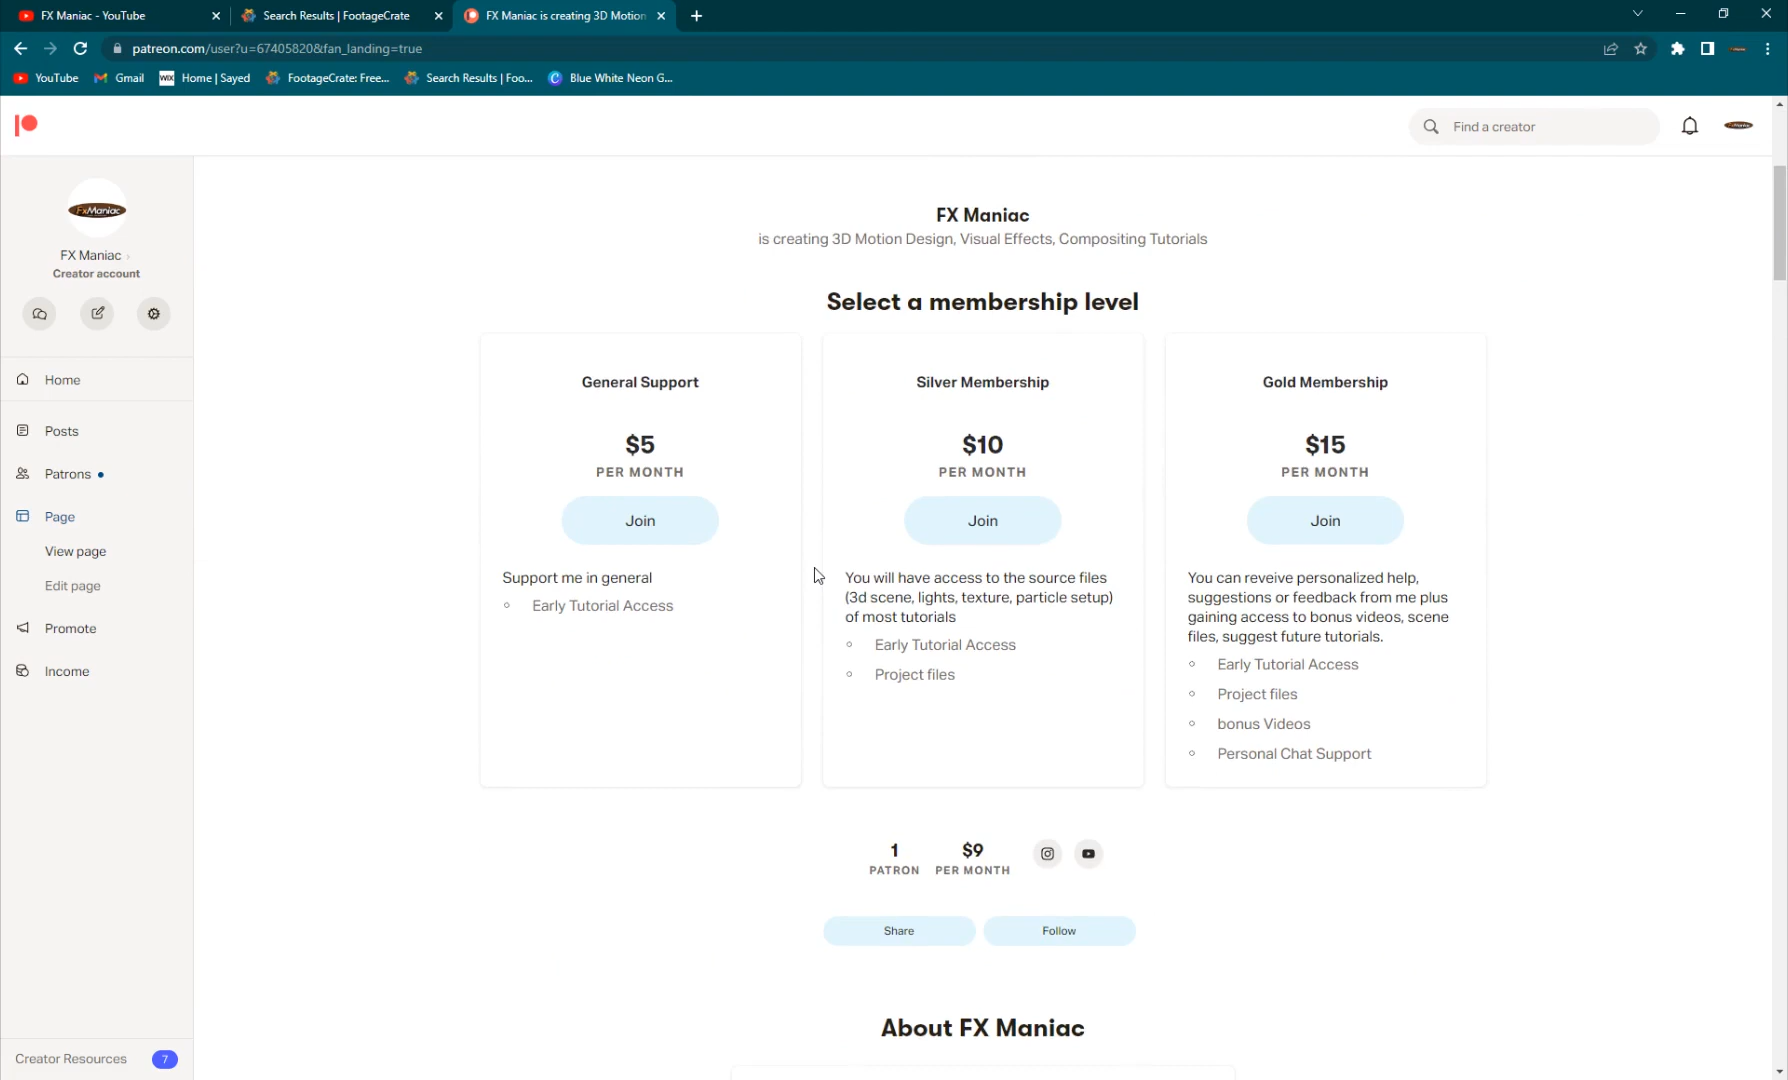 FX Maniac - YouTube
Search Results | FootageCrate
FX Maniac is creating 3D Motion
patreon.com/user?u=67405820&fan_landing=true
YouTube
Gmail
WIX Home | Sayed
FootageCrate: Free...
Search Results | Foo...
Blue White Neon G...
Find a creator
FxManiac
FX Maniac
Creator account
Home
Posts
Patrons
Page
View page
Edit page
Promote
Income
Creator Resources
7
FX Maniac
is creating 3D Motion Design, Visual Effects, Compositing Tutorials
Select a membership level
General Support
$5
PER MONTH
Join
Support me in general
Early Tutorial Access
Silver Membership
$10
PER MONTH
Join
You will have access to the source files
(3d scene, lights, texture, particle setup)
of most tutorials
Early Tutorial Access
Project files
Gold Membership
$15
PER MONTH
Join
You can reveive personalized help,
suggestions or feedback from me plus
gaining access to bonus videos, scene
files, suggest future tutorials.
Early Tutorial Access
Project files
bonus Videos
Personal Chat Support
1
PATRON
$9
PER MONTH
Share
Follow
About FX Maniac